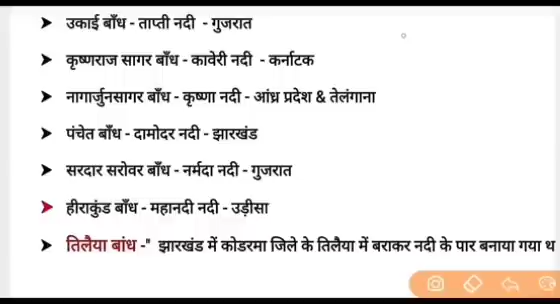 ➤ उकाई बाँध - ताप्ती नदी - गुजरात
➤ कृष्णराज सागर बाँध - कावेरी नदी - कर्नाटक
➤ नागार्जुनसागर बाँध - कृष्णा नदी - आंध्र प्रदेश & तेलंगाना
➤ पंचेत बाँध - दामोदर नदी - झारखंड
➤ सरदार सरोवर बाँध - नर्मदा नदी - गुजरात
➤ हीराकुंड बाँध - महानदी नदी - उड़ीसा
➤ तिलैया बांध -" झारखंड में कोडरमा जिले के तिलैया में बराकर नदी के पार बनाया गया थ